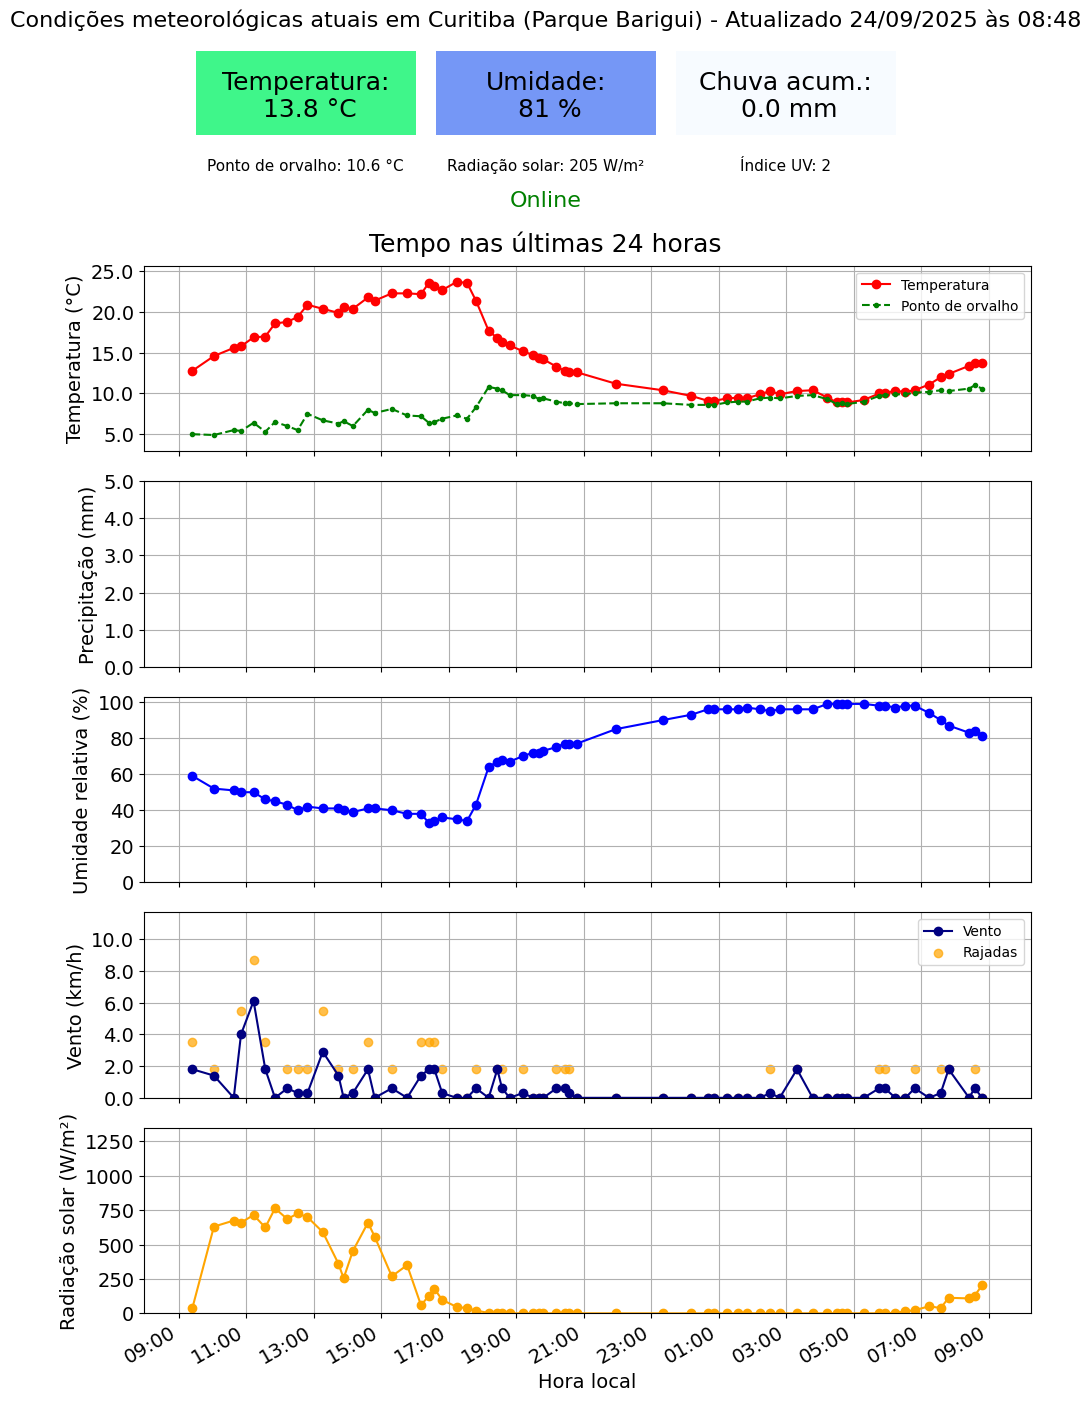 Condições meteorológicas atuais em Curitiba (Parque Barigui) - Atualizado 24/09/2025 às 08:48
Temperatura:
13.8 °C
Umidade:
81 %
Chuva acum.:
0.0 mm
Ponto de orvalho: 10.6 °C
Radiação solar: 205 W/m²
Índice UV: 2
Online
Tempo nas últimas 24 horas
Temperatura (°C)
25.0
20.0
15.0
10.0
5.0
Temperatura
Ponto de orvalho
Precipitação (mm)
5.0
4.0
3.0
2.0
1.0
0.0
Umidade relativa (%)
100
80
60
40
20
0
Vento (km/h)
10.0
8.0
6.0
4.0
2.0
0.0
Vento
Rajadas
Radiação solar (W/m²)
1250
1000
750
500
250
0
09:00
11:00
13:00
15:00
17:00
19:00
21:00
23:00
01:00
03:00
05:00
07:00
09:00
Hora local